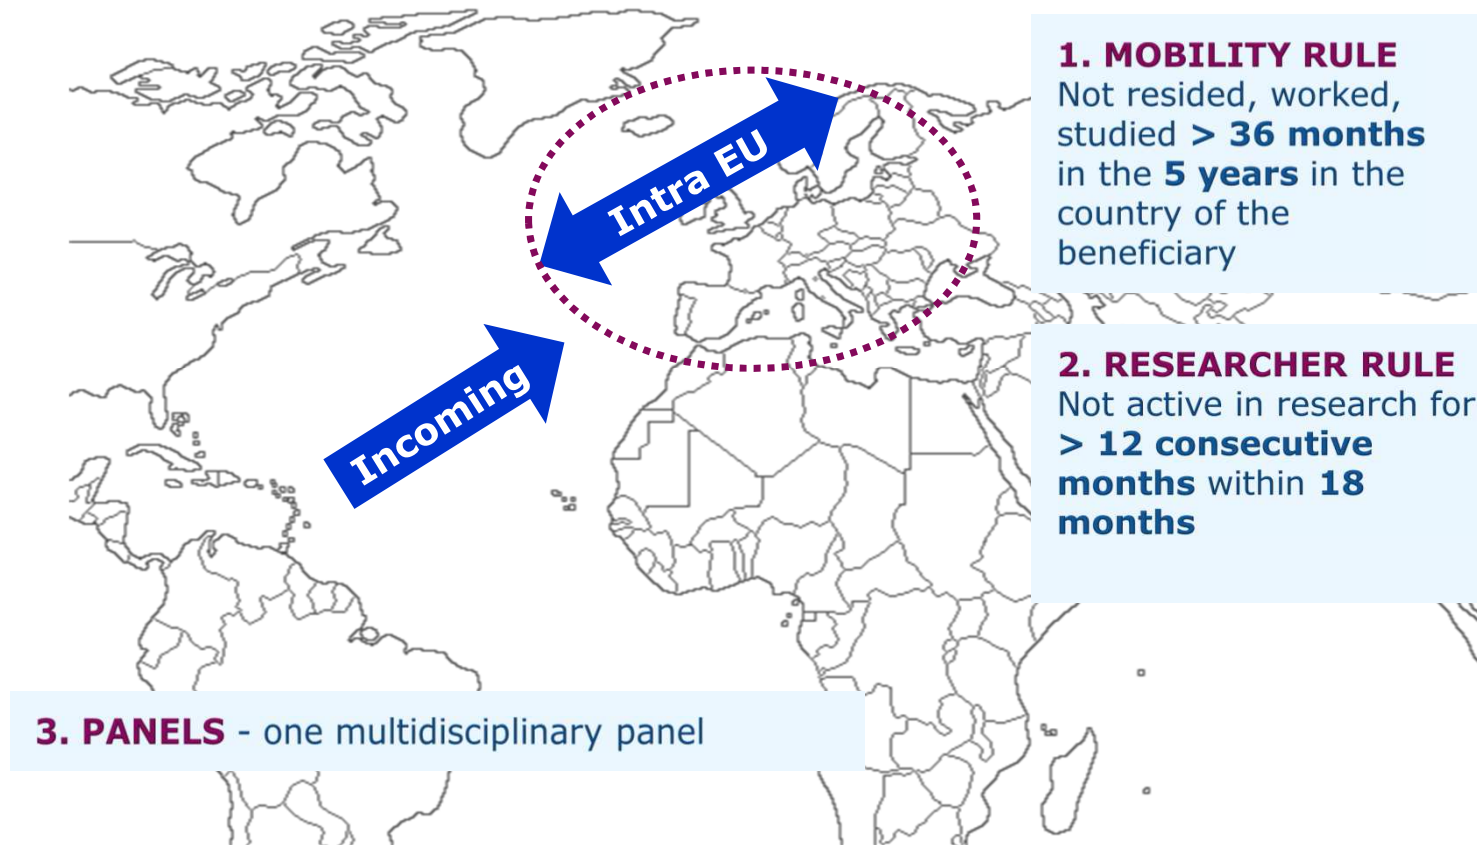 Intra EU
Incoming
1. MOBILITY RULE
Not resided, worked,
studied > 36 months
in the 5 years in the
country of the
beneficiary
2. RESEARCHER RULE
Not active in research for
> 12 consecutive
months within 18
months
3. PANELS - one multidisciplinary panel